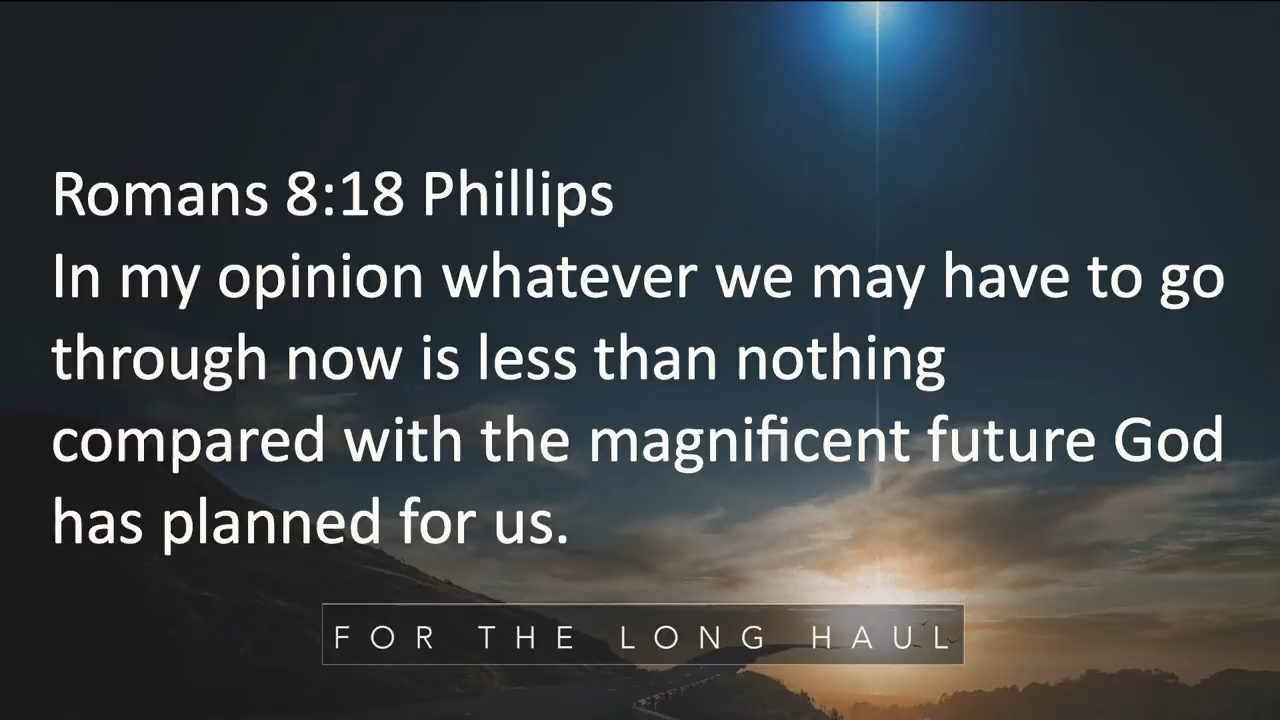 Romans 8:18 Phillips
In my opinion whatever we may have to go
through now is less than nothing
compared with the magnificent future God
has planned for us.
FOR THE LONG HAUL